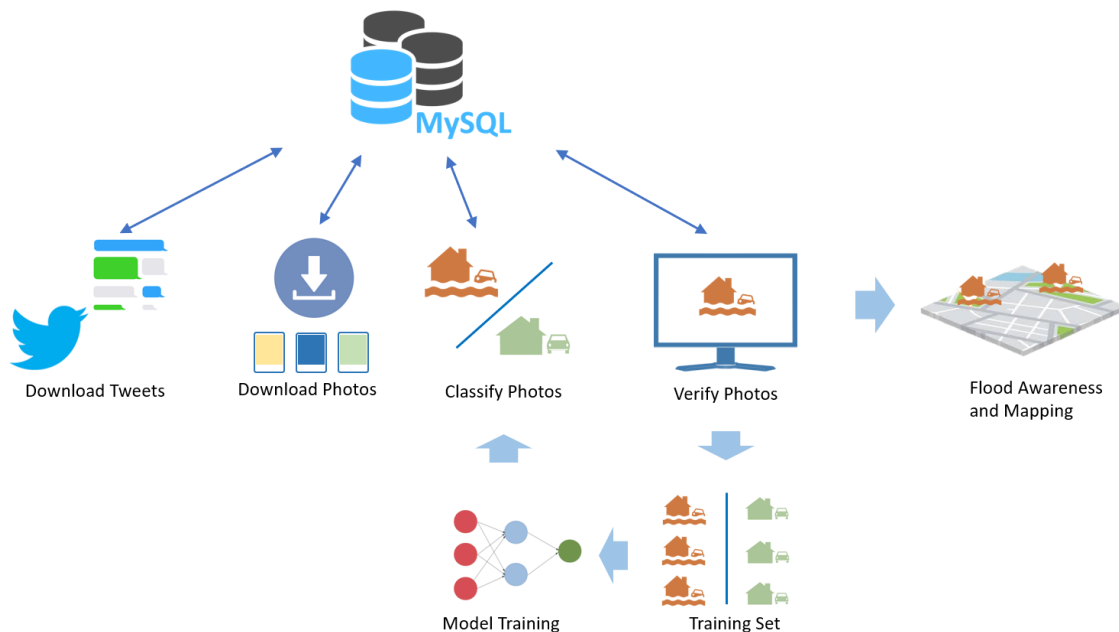 MySQL
Download Tweets
Download Photos
Classify Photos
Verify Photos
Flood Awareness
and Mapping
Model Training
Training Set